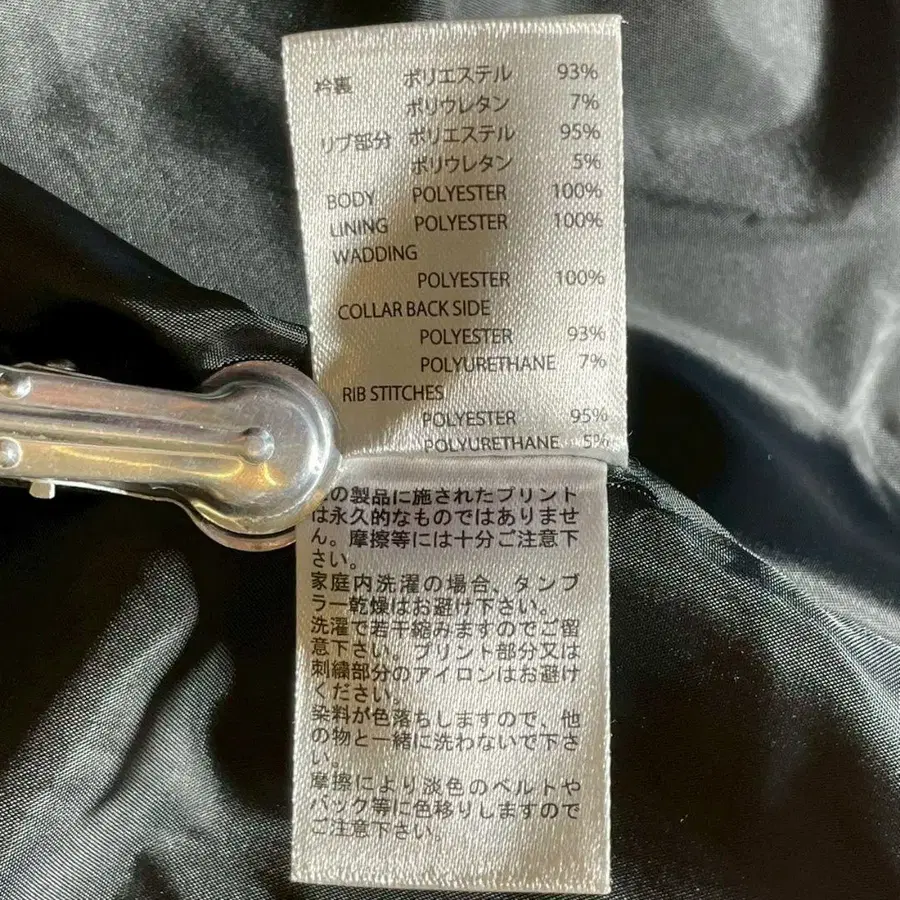 衿裏 ポリエステル 93%
ポリウレタン 7%
リブ部分 ポリエステル 95%
ポリウレタン 5%
BODY POLYESTER 100%
LINING POLYESTER 100%
WADDING
POLYESTER 100%
COLLAR BACK SIDE
POLYESTER 93%
POLYURETHANE 7%
RIB STITCHES
POLYESTER 95%
POLYURETHANE 5%
この製品に施されたプリント
は永久的なものではありませ
ん。摩擦等には十分ご注意下
さい。
家庭内洗濯の場合、タンブ
ラー乾燥はお避け下さい。
洗濯で若干縮みますのでご留
意下さい。プリント部分又は
刺繍部分のアイロンはお避け
ください。
染料が色落ちしますので、他
の物と一緒に洗わないで下さ
い。
摩擦により淡色のベルトや
バック等に色移りしますので
ご注意下さい。